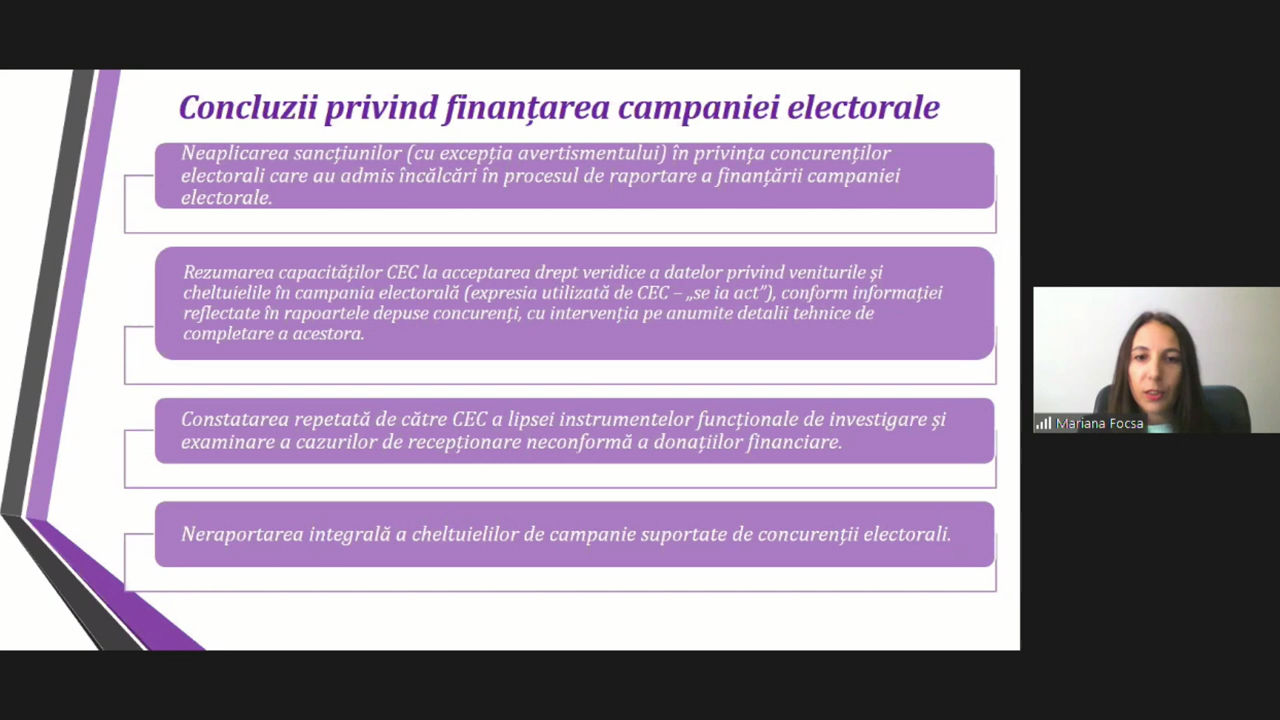 Concluzii privind finanțarea campaniei electorale
Neaplicarea sancțiunilor (cu excepția avertismentului) în privința concurenților
electorali care au admis încălcări în procesul de raportare a finanțării campaniei
electorale.
Rezumarea capacităților CEC la acceptarea drept veridice a datelor privind veniturile și
cheltuielile în campania electorală (expresia utilizată de CEC – „se ia act”), conform informației
reflectate în rapoartele depuse concurenți, cu intervenția pe anumite detalii tehnice de
completare a acestora.
Constatarea repetată de către CEC a lipsei instrumentelor funcționale de investigare și
examinare a cazurilor de recepționare neconformă a donațiilor financiare.
Neraportarea integrală a cheltuielilor de campanie suportate de concurenții electorali.
Mariana Focsa